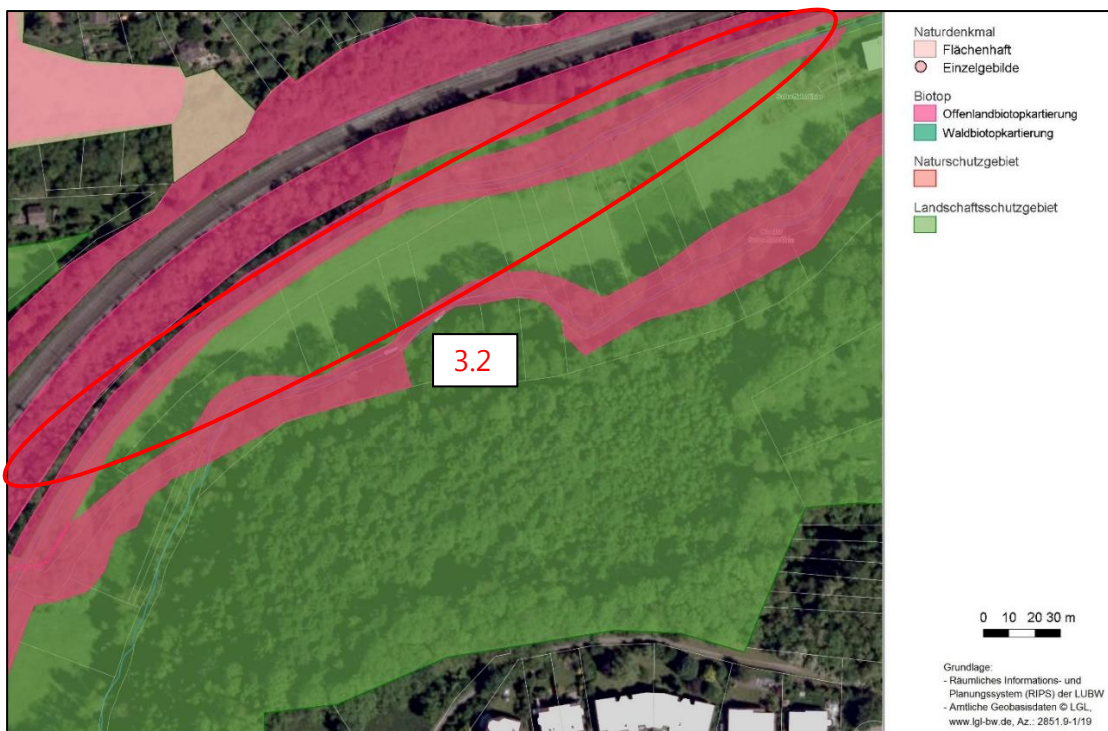 3.2
Naturdenkmal
Flächenhaft
Einzelgebilde
Biotop
Offenlandbiotopkartierung
Waldbiotopkartierung
Naturschutzgebiet
Landschaftsschutzgebiet
0 10 20 30 m
Grundlage:
- Räumliches Informations- und
Planungssystem (RIPS) der LUBW
- Amtliche Geobasisdaten © LGL,
www.lgl-bw.de, Az.: 2851.9-1/19